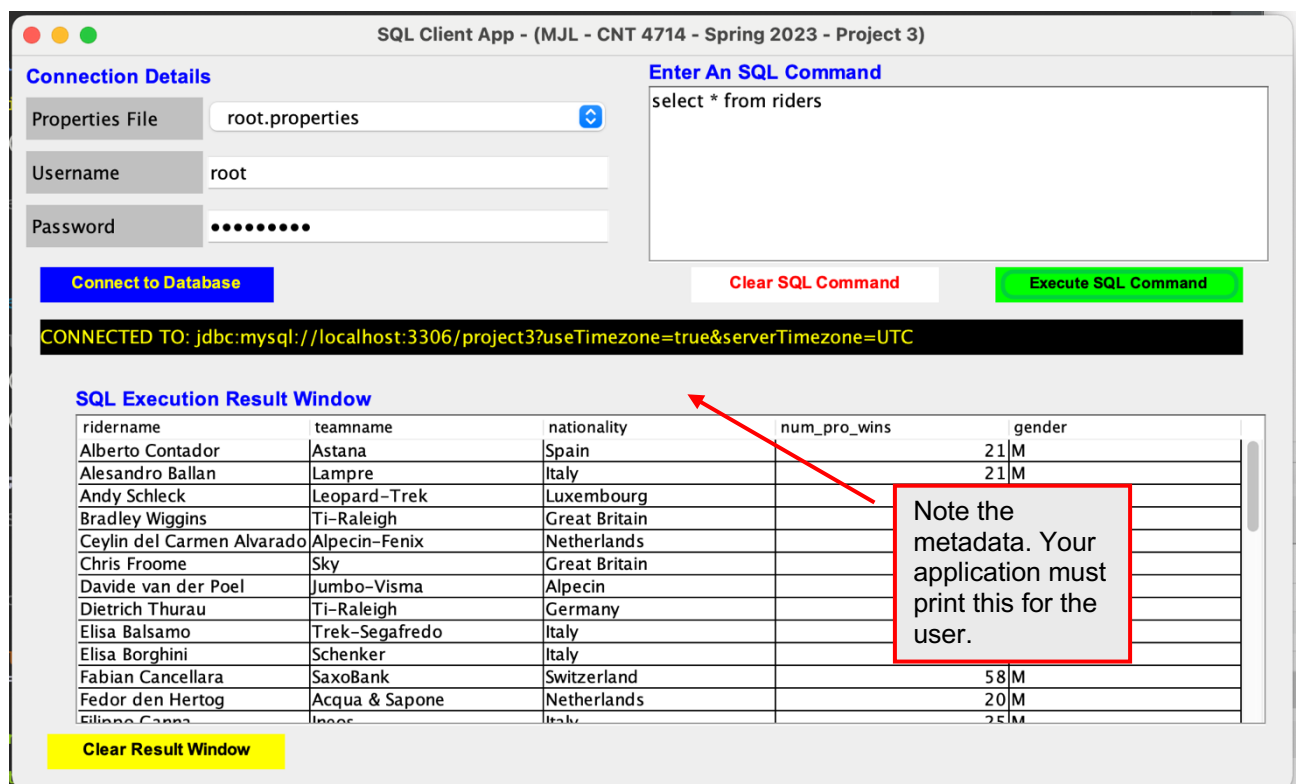 SQL Client App - (MJL - CNT 4714 - Spring 2023 - Project 3)
Connection Details
Properties File root.properties
Username root
Password •••••••••
Connect to Database
Enter An SQL Command
select * from riders
Clear SQL Command Execute SQL Command
CONNECTED TO: jdbc:mysql://localhost:3306/project3?useTimezone=true&serverTimezone=UTC
SQL Execution Result Window
ridername teamname nationality num_pro_wins gender
Alberto Contador Astana Spain 21 M
Alesandro Ballan Lampre Italy 21 M
Andy Schleck Leopard-Trek Luxembourg
Bradley Wiggins Ti-Raleigh Great Britain
Ceylin del Carmen Alvarado Alpecin-Fenix Netherlands
Chris Froome Sky Great Britain
Davide van der Poel Jumbo-Visma Alpecin
Dietrich Thurau Ti-Raleigh Germany
Elisa Balsamo Trek-Segafredo Italy
Elisa Borghini Schenker Italy
Fabian Cancellara SaxoBank Switzerland 58 M
Fedor den Hertog Acqua & Sapone Netherlands 20 M
Filippo Ganna Ineos Italy 25 M
Note the
metadata. Your
application must
print this for the
user.
Clear Result Window